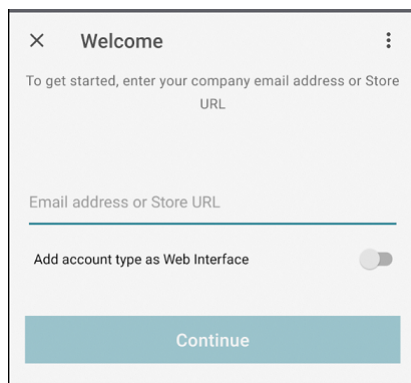 Welcome
To get started, enter your company email address or Store
URL
Email address or Store URL
Add account type as Web Interface
Continue